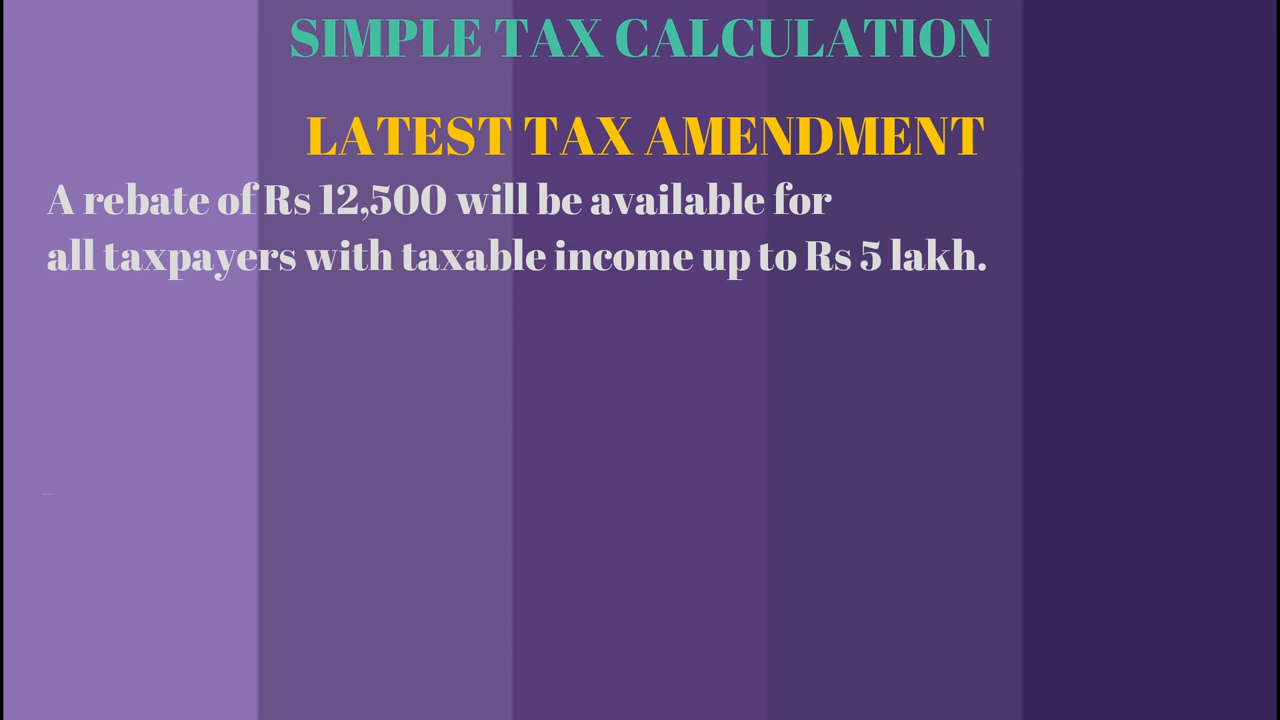 SIMPLE TAX CALCULATION
LATEST TAX AMENDMENT
A rebate of Rs 12,500 will be available for
all taxpayers with taxable income up to Rs 5 lakh.